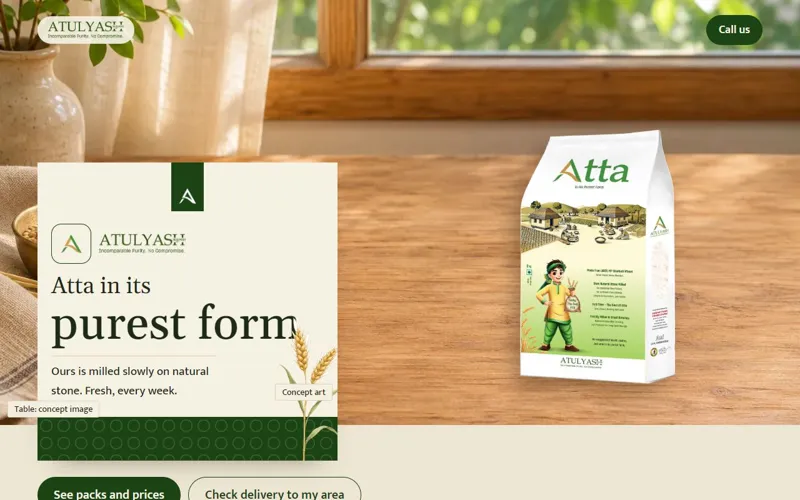 ATULYASH
Incomparable Purity, no Compromise.
Call us
ATULYASH
Incomparable Purity, no Compromise.
Atta in its
purest form
Ours is milled slowly on natural
stone. Fresh, every week.
Concept art
Table: concept image
See packs and prices
Check delivery to my area
Atta
ATULYASH
ATULYASH